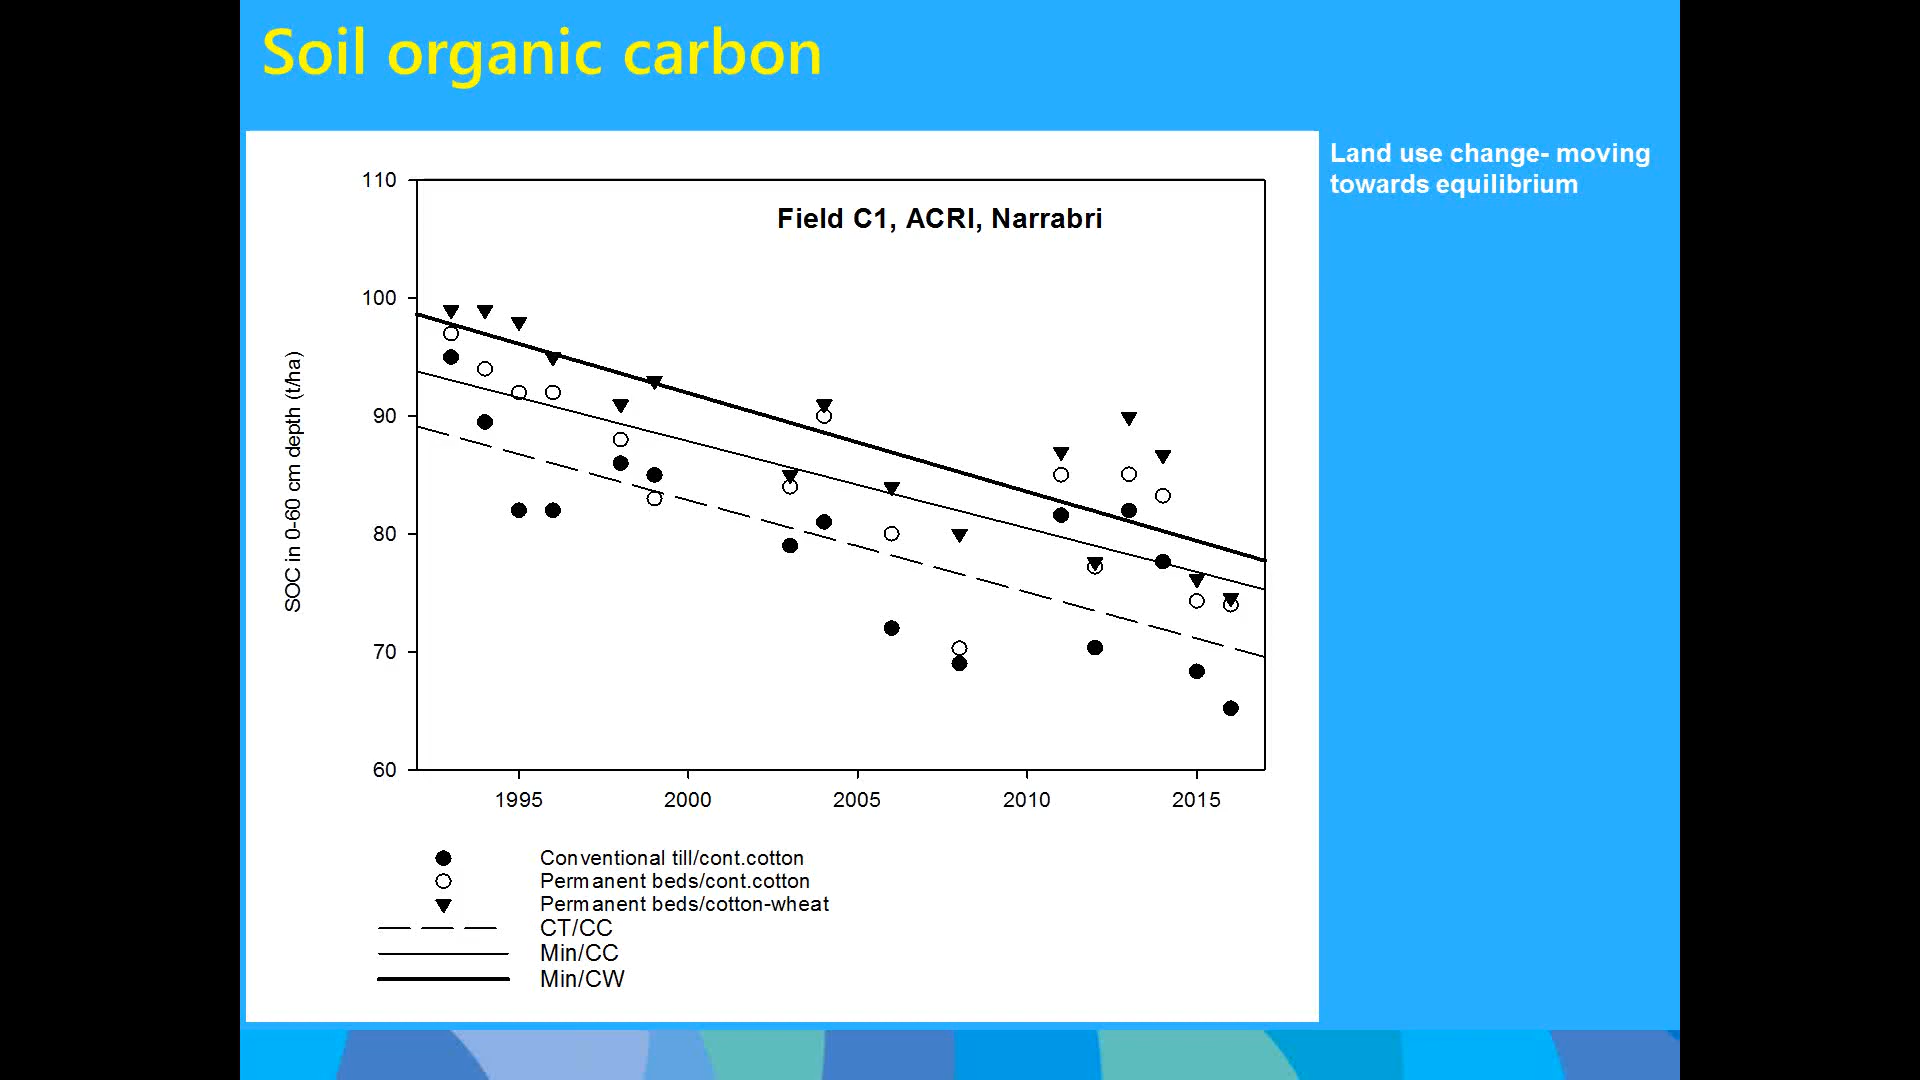 Soil organic carbon
Land use change- moving
towards equilibrium
Field C1, ACRI, Narrabri
SOC in 0-60 cm depth (t/ha)
110
100
90
80
70
60
1995 2000 2005 2010 2015
Conventional till/cont.cotton
Permanent beds/cont.cotton
Permanent beds/cotton-wheat
CT/CC
Min/CC
Min/CW